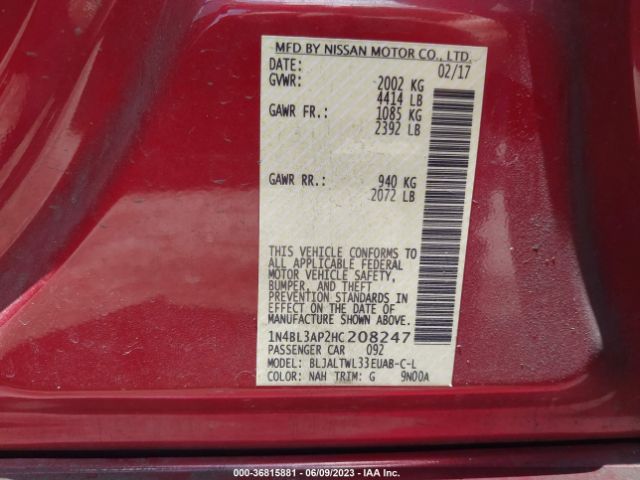 MFD BY NISSAN MOTOR CO., LTD.
DATE: 02/17
GVWR: 2002 KG
4414 LB
GAWR FR.: 1085 KG
2392 LB
GAWR RR.: 940 KG
2072 LB
THIS VEHICLE CONFORMS TO
ALL APPLICABLE FEDERAL
MOTOR VEHICLE SAFETY,
BUMPER, AND THEFT
PREVENTION STANDARDS IN
EFFECT ON THE DATE OF
MANUFACTURE SHOWN ABOVE.
1N4BL3AP2HC208247
PASSENGER CAR 092
MODEL: BLJALTWL33EUAB-C-L
COLOR: NAH TRIM: G 9N00A
000-36815881 - 06/09/2023 - IAA Inc.